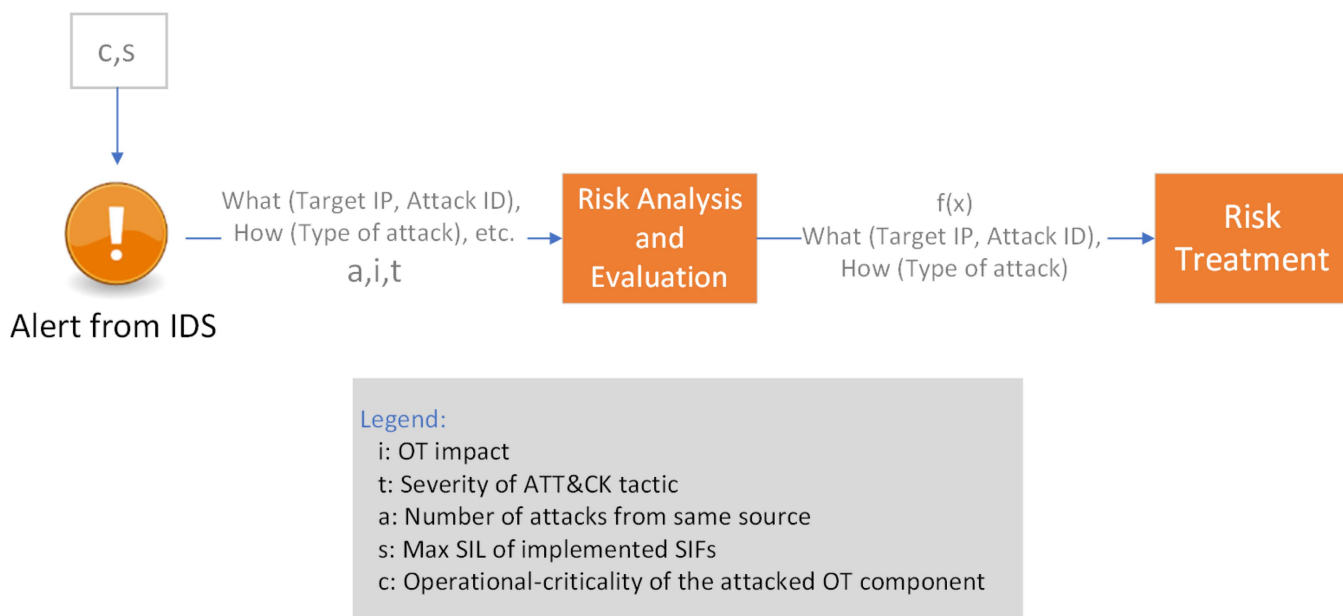 c,s
What (Target IP, Attack ID),
How (Type of attack), etc.
a,i,t
Alert from IDS
Risk Analysis
and
Evaluation
f(x)
What (Target IP, Attack ID),
How (Type of attack)
Risk
Treatment
Legend:
i: OT impact
t: Severity of ATT&CK tactic
a: Number of attacks from same source
s: Max SIL of implemented SIFs
c: Operational-criticality of the attacked OT component